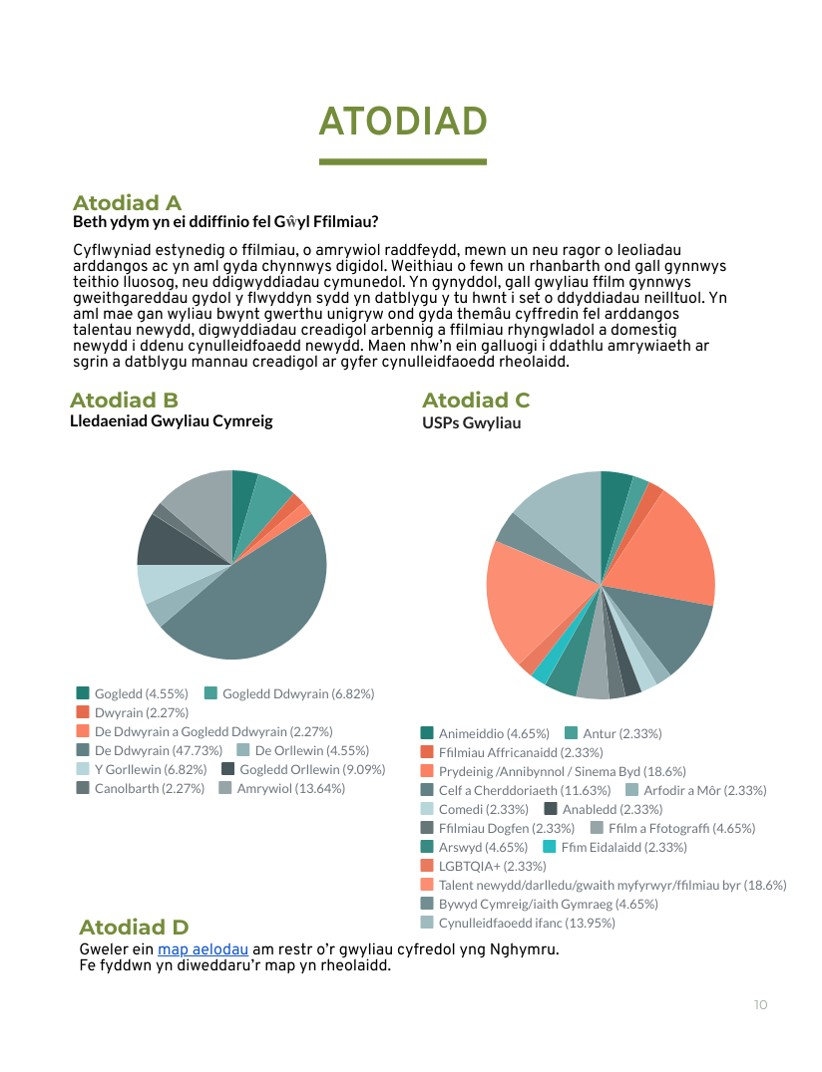 ATODIAD
Atodiad A
Beth ydym yn ei ddiffinio fel Gŵyl Ffilmiau?
Cyflwyniad estynedig o ffilmiau, o amrywiol raddfeydd, mewn un neu ragor o leoliadau
arddangos ac yn aml gyda chynnwys digidol. Weithiau o fewn un rhanbarth ond gall gynnwys
teithio lluosog, neu ddigwyddiadau cymunedol. Yn gynyddol, gall gwyliau ffilm gynnwys
gweithgareddau gydol y flwyddyn sydd yn datblygu y tu hwnt i set o ddyddiadau neilltuol. Yn
aml mae gan wyliau bwynt gwerthu unigryw ond gyda themâu cyffredin fel arddangos
talentau newydd, digwyddiadau creadigol arbennig a ffilmiau rhyngwladol a domestig
newydd i ddenu cynulleidfoaedd newydd. Maen nhw'n ein galluogi i ddathlu amrywiaeth ar
sgrin a datblygu mannau creadigol ar gyfer cynulleidfaoedd rheolaidd.
Atodiad B
Lledaeniad Gwyliau Cymreig
Gogledd (4.55%) Gogledd Ddwyrain (6.82%)
Dwyrain (2.27%)
De Ddwyrain a Gogledd Ddwyrain (2.27%)
De Ddwyrain (47.73%) De Orllewin (4.55%)
Y Gorllewin (6.82%) Gogledd Orllewin (9.09%)
Canolbarth (2.27%) Amrywiol (13.64%)
Atodiad C
USPs Gwyliau
Animeiddio (4.65%) Antur (2.33%)
Ffilmiau Affricanaidd (2.33%)
Prydeinig /Annibynnol / Sinema Byd (18.6%)
Celf a Cherddoriaeth (11.63%) Arfodir a Môr (2.33%)
Comedi (2.33%) Anabledd (2.33%)
Ffilmiau Dogfen (2.33%) Ffilm a Ffotograffi (4.65%)
Arswyd (4.65%) Ffim Eidalaidd (2.33%)
LGBTQIA+ (2.33%)
Talent newydd/darlledu/gwaith myfyrwyr/ffilmiau byr (18.6%)
Bywyd Cymreig/iaith Gymraeg (4.65%)
Cynulleidfaoedd ifanc (13.95%)
Atodiad D
Gweler ein map aelodau am restr o'r gwyliau cyfredol yng Nghymru.
Fe fyddwn yn diweddaru'r map yn rheolaidd.
10